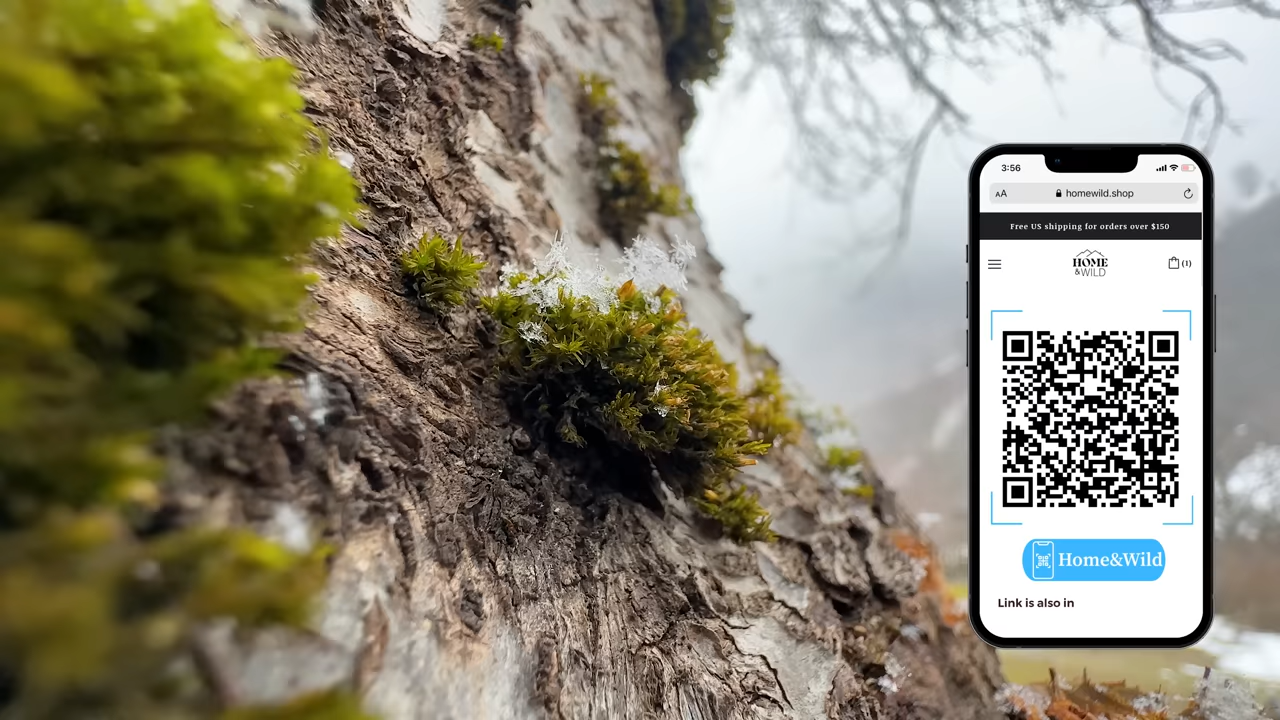 3:56
AA homewild.shop
Free US shipping for orders over $150
HOME
&WILD
(1)
Home&Wild
Link is also in